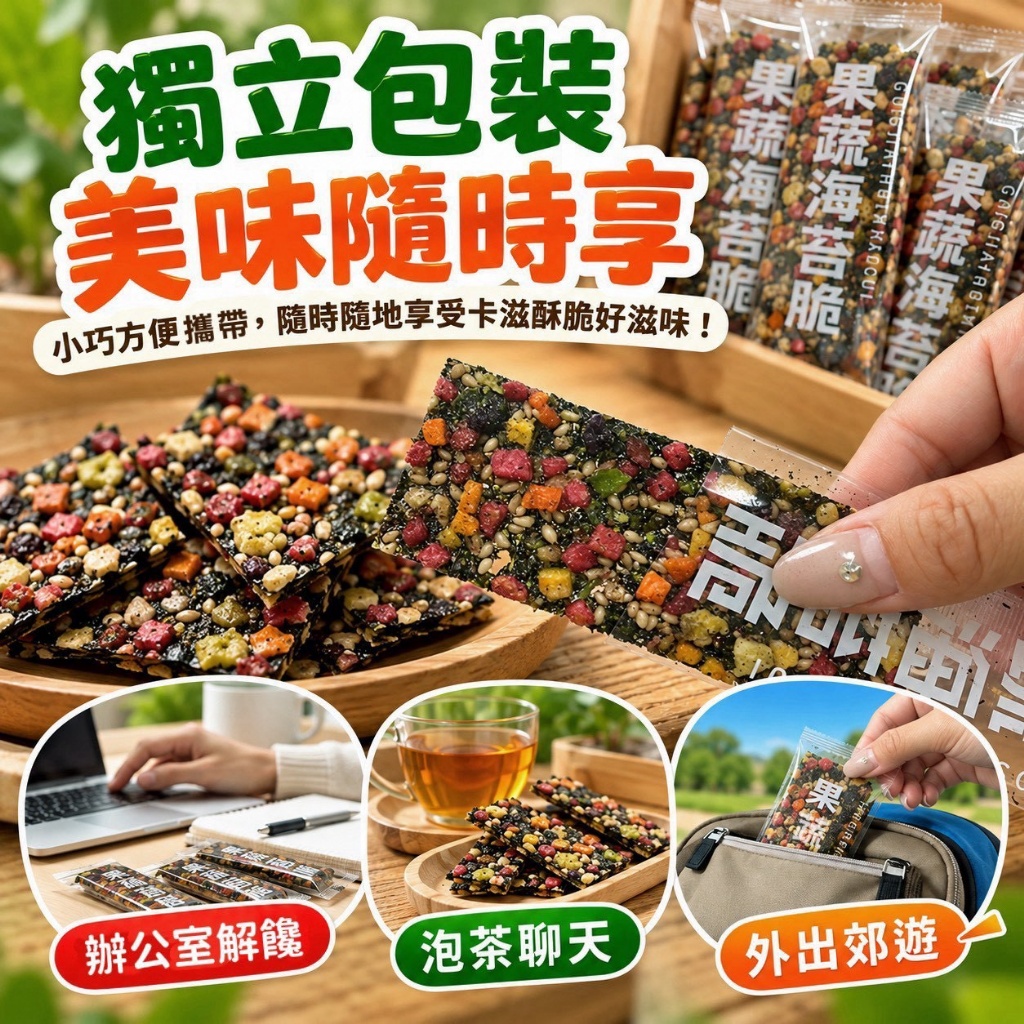 獨立包裝
美味隨時享
小巧方便攜帶，隨時隨地享受卡滋酥脆好滋味！
果蔬海苔脆
果蔬海苔脆
果蔬海苔
果蔬
辦公室解饞
泡茶聊天
外出郊遊